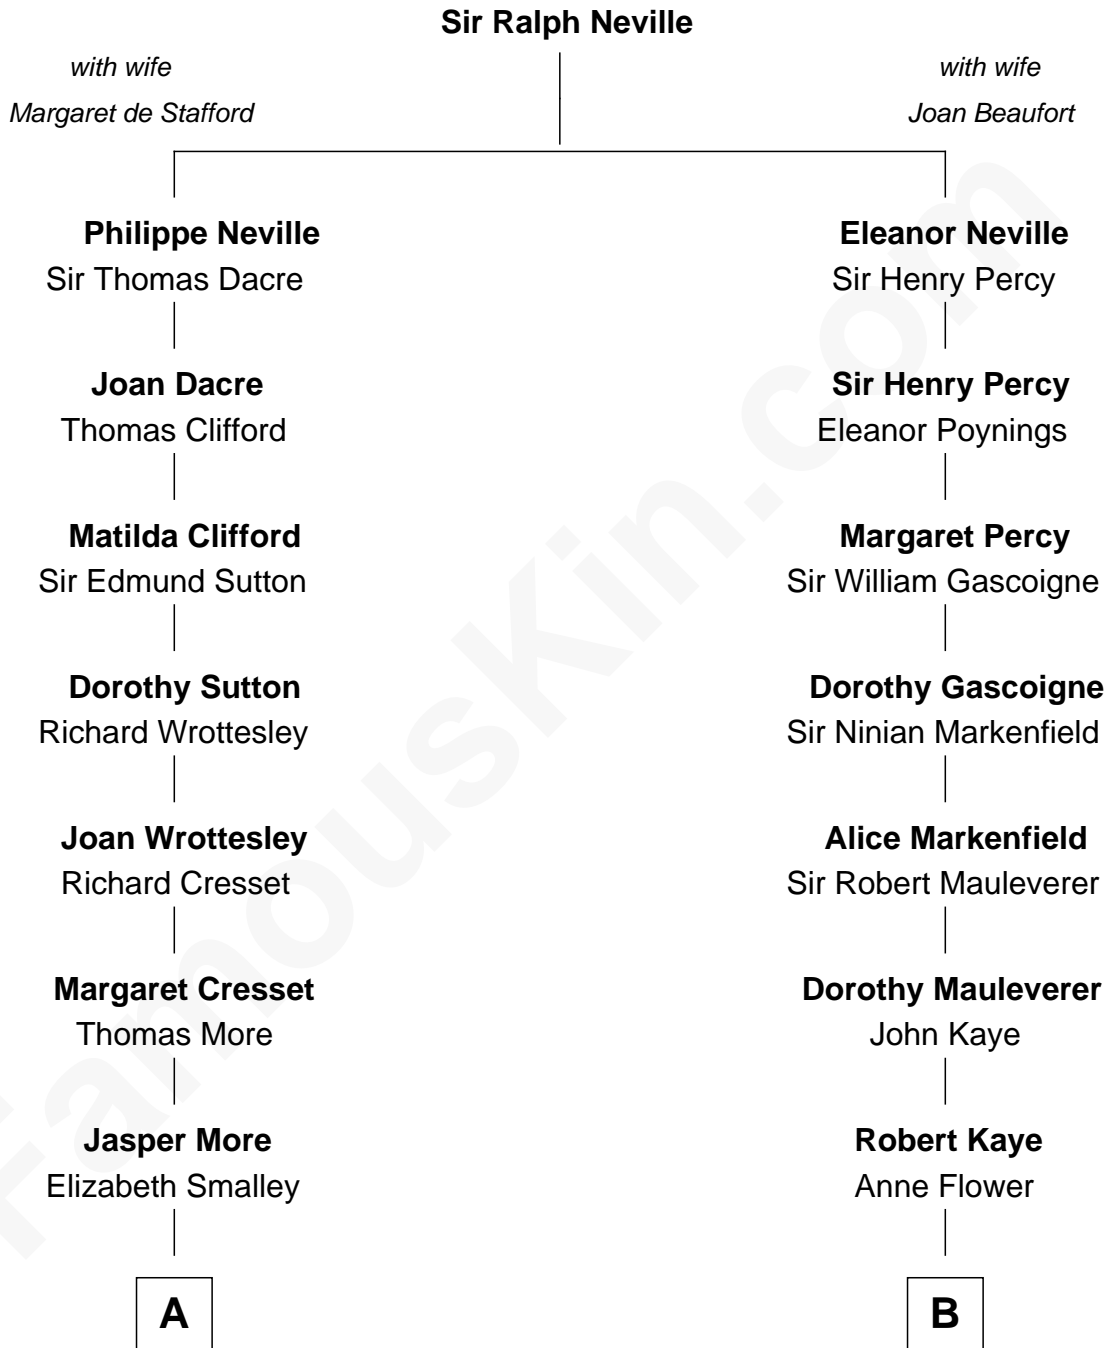 Sir Ralph Neville
with wife
Margaret de Stafford
with wife
Joan Beaufort
Philippe Neville
Sir Thomas Dacre
Joan Dacre
Thomas Clifford
Matilda Clifford
Sir Edmund Sutton
Dorothy Sutton
Richard Wrottesley
Joan Wrottesley
Richard Cresset
Margaret Cresset
Thomas More
Jasper More
Elizabeth Smalley
A
Eleanor Neville
Sir Henry Percy
Sir Henry Percy
Eleanor Poynings
Margaret Percy
Sir William Gascoigne
Dorothy Gascoigne
Sir Ninian Markenfield
Alice Markenfield
Sir Robert Mauleverer
Dorothy Mauleverer
John Kaye
Robert Kaye
Anne Flower
B
FamousKin.com